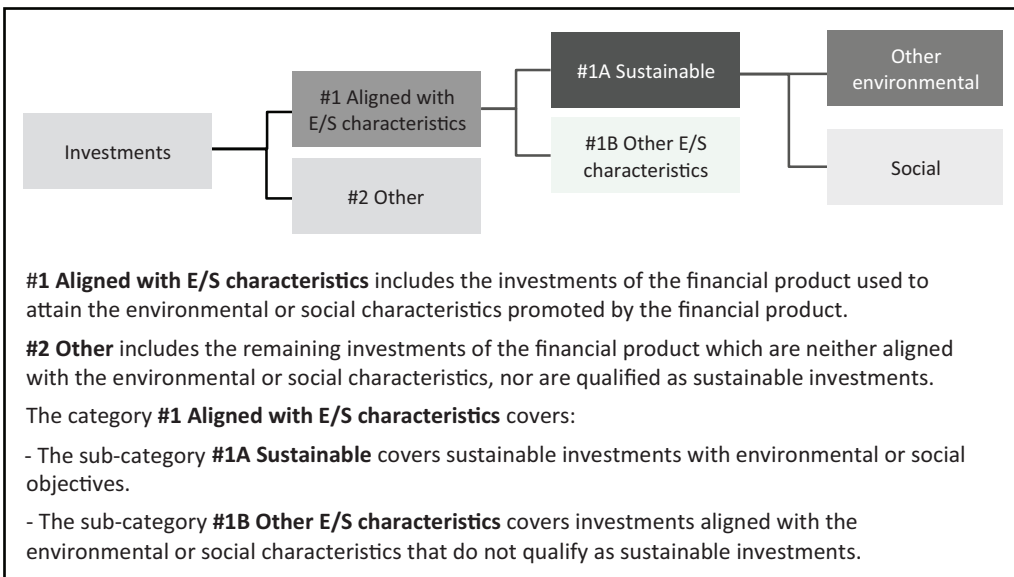 Investments
#1 Aligned with
E/S characteristics
#2 Other
#1A Sustainable
#1B Other E/S
characteristics
Other
environmental
Social
#1 Aligned with E/S characteristics includes the investments of the financial product used to
attain the environmental or social characteristics promoted by the financial product.
#2 Other includes the remaining investments of the financial product which are neither aligned
with the environmental or social characteristics, nor are qualified as sustainable investments.
The category #1 Aligned with E/S characteristics covers:
- The sub-category #1A Sustainable covers sustainable investments with environmental or social
objectives.
- The sub-category #1B Other E/S characteristics covers investments aligned with the
environmental or social characteristics that do not qualify as sustainable investments.